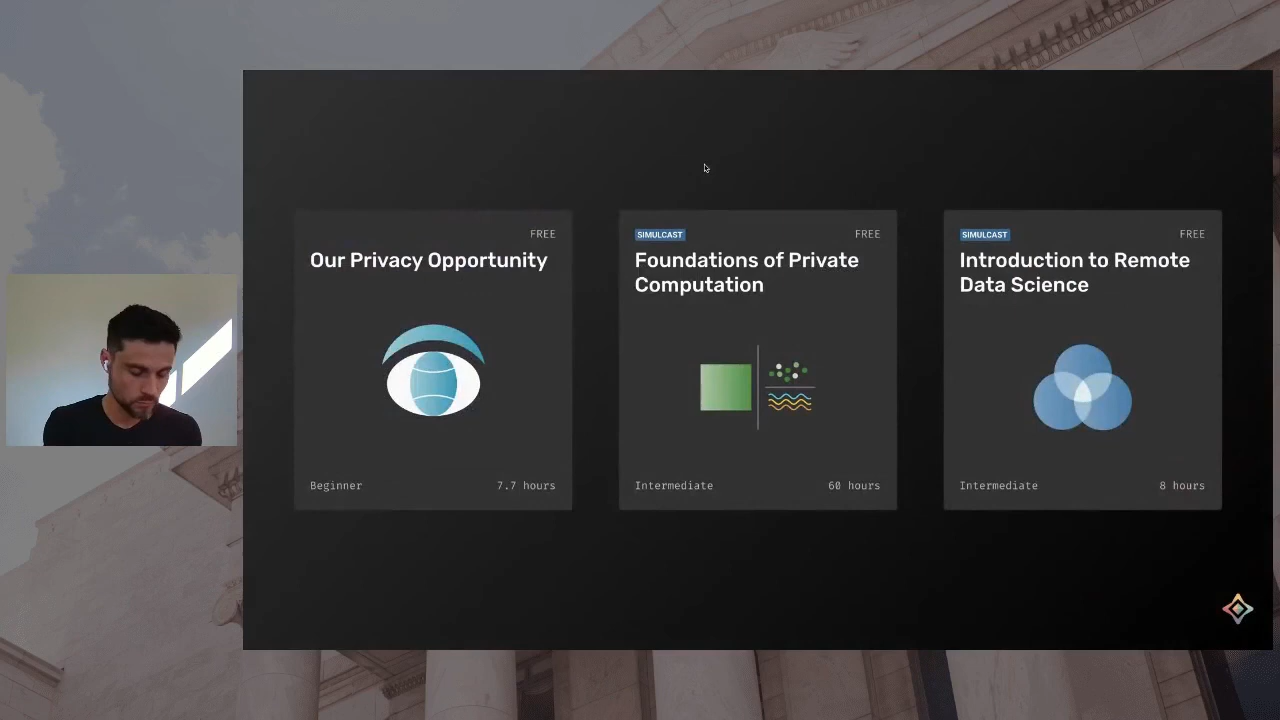 FREE
Our Privacy Opportunity
Beginner
7.7 hours
SIMULCAST
FREE
Foundations of Private
Computation
Intermediate
60 hours
SIMULCAST
FREE
Introduction to Remote
Data Science
Intermediate
8 hours